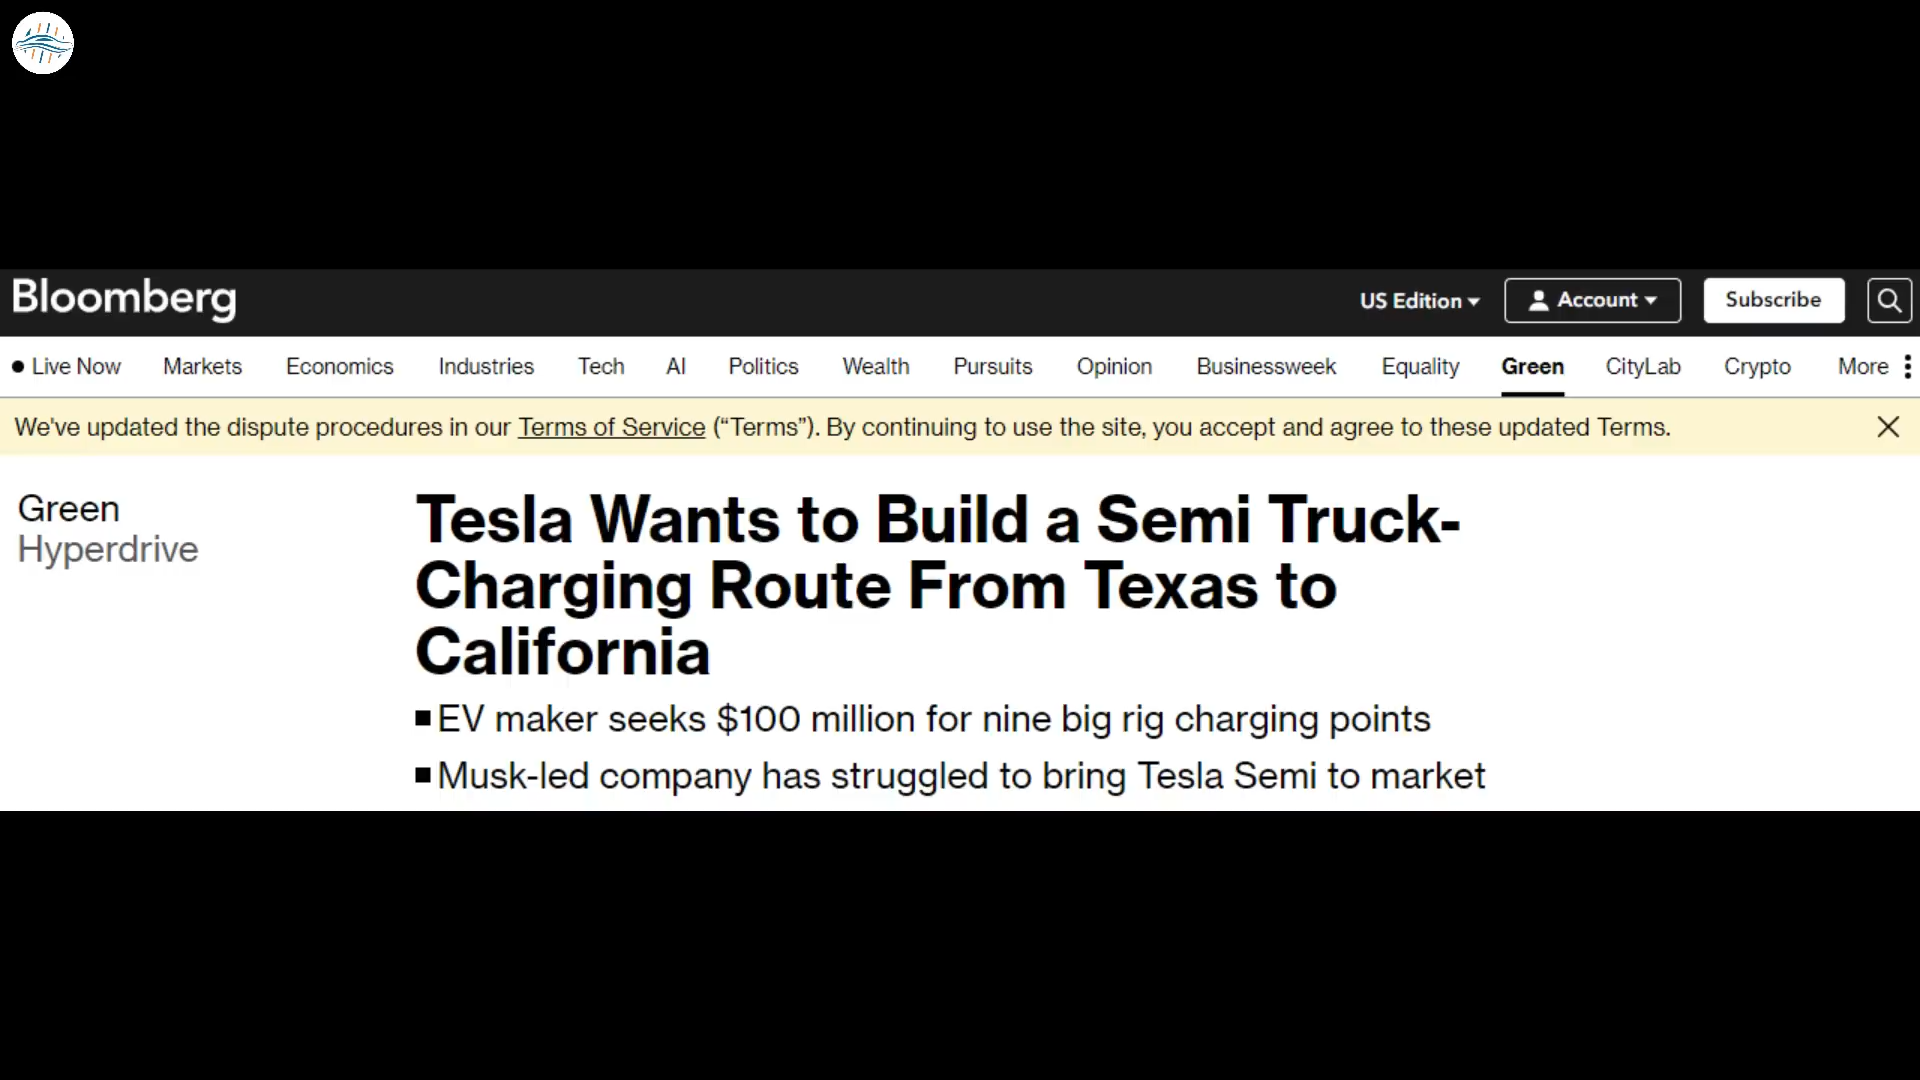 Bloomberg
US Edition Account Subscribe
Live Now Markets Economics Industries Tech AI Politics Wealth Pursuits Opinion Businessweek Equality Green CityLab Crypto More
We've updated the dispute procedures in our Terms of Service (“Terms”). By continuing to use the site, you accept and agree to these updated Terms.
Green
Hyperdrive
Tesla Wants to Build a Semi Truck-
Charging Route From Texas to
California
EV maker seeks $100 million for nine big rig charging points
Musk-led company has struggled to bring Tesla Semi to market